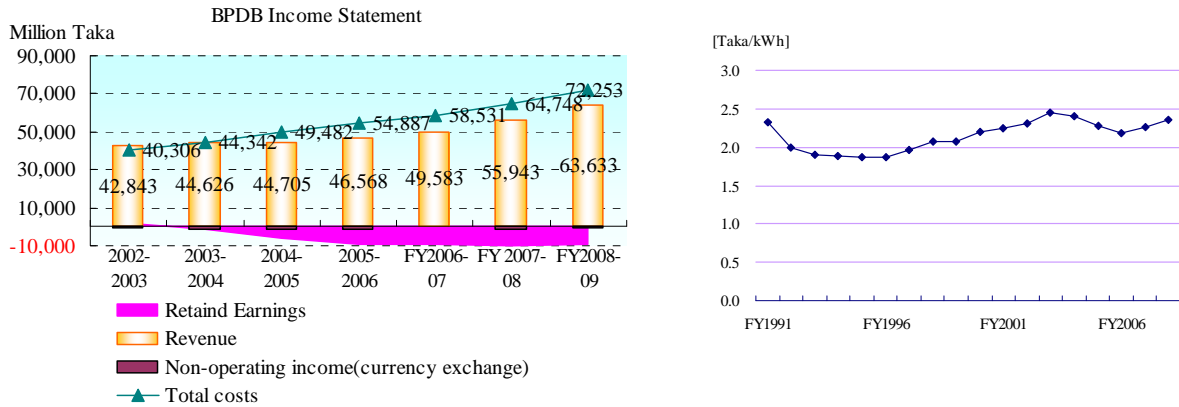 BPDB Income Statement
Million Taka
90,000
70,000
50,000
30,000
10,000
-10,000
40,306
44,342
49,482
54,887
58,531
64,748
72,253
42,843
44,626
44,705
46,568
49,583
55,943
63,633
2002-
2003
2003-
2004
2004-
2005
2005-
2006
FY2006-
07
FY 2007-
08
FY2008-
09
Retaind Earnings
Revenue
Non-operating income(currency exchange)
Total costs
[Taka/kWh]
3.0
2.5
2.0
1.5
1.0
0.5
0.0
FY1991
FY1996
FY2001
FY2006